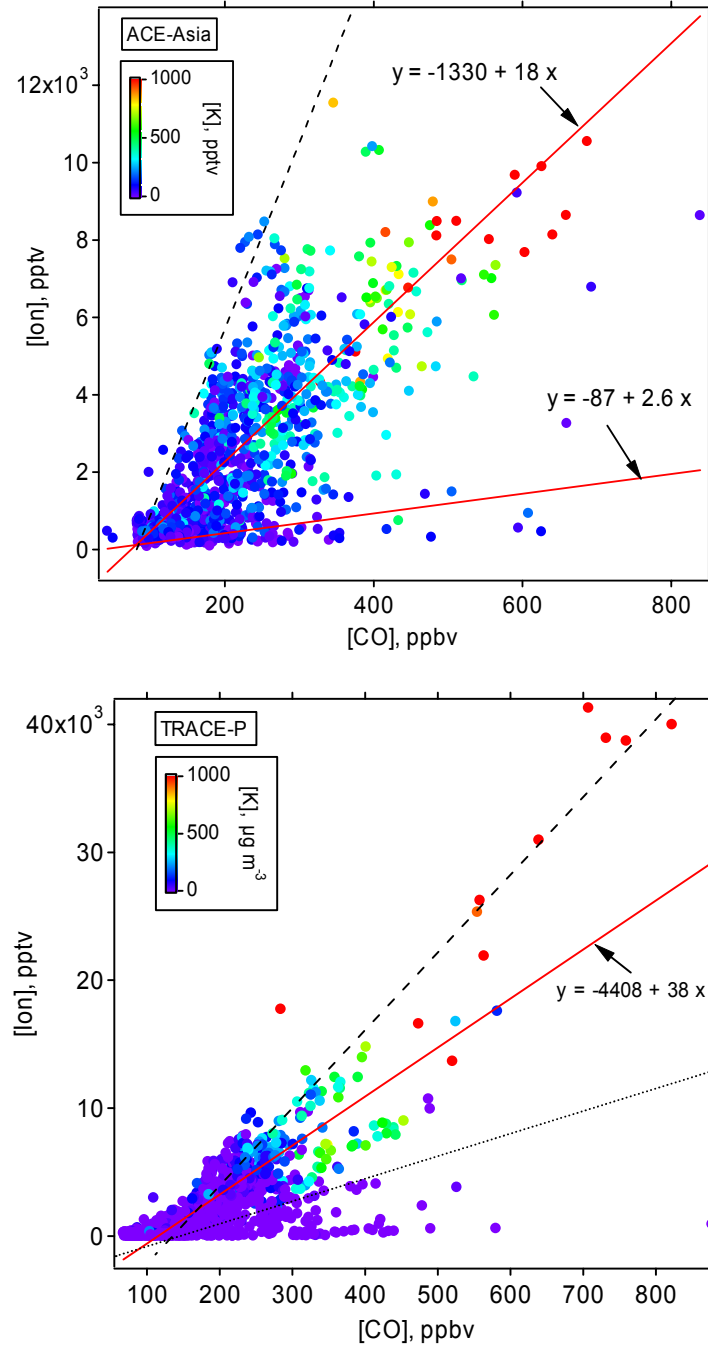 ACE-Asia
12x10³
1000
500
0
[K], pptv
y = -1330 + 18 x
10
8
6
4
2
0
[Ion], pptv
y = -87 + 2.6 x
200 400 600 800
[CO], ppbv
40x10³
TRACE-P
1000
500
0
[K], µg m⁻³
30
20
10
0
[Ion], pptv
y = -4408 + 38 x
100 200 300 400 500 600 700 800
[CO], ppbv